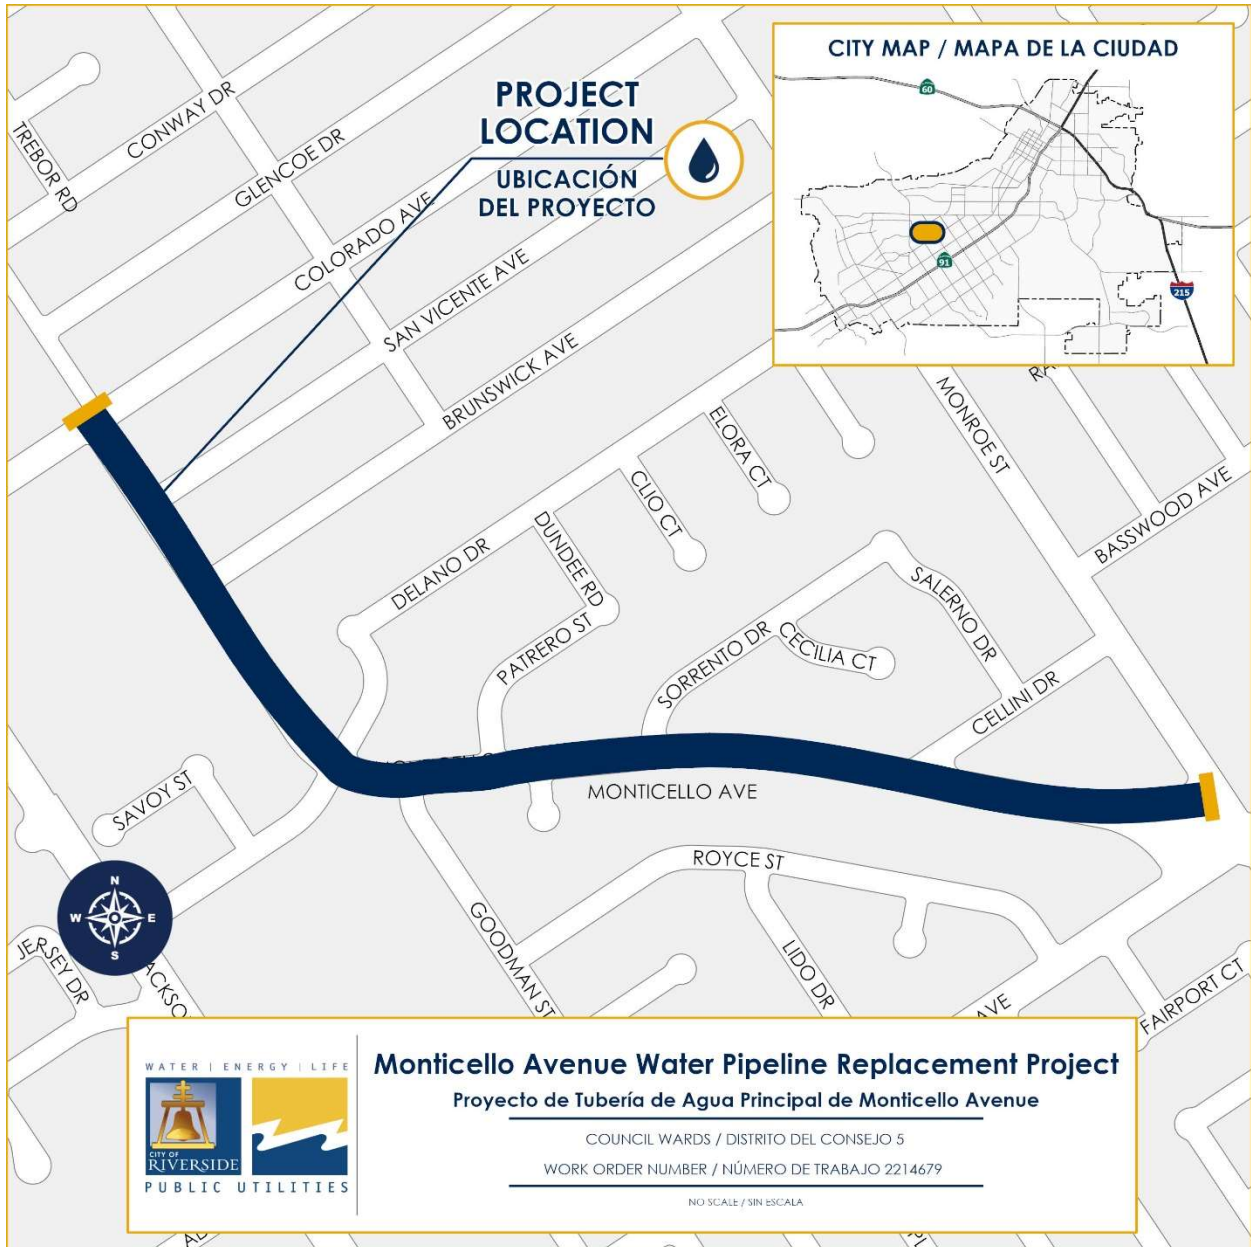 CITY MAP / MAPA DE LA CIUDAD
60
91
215
PROJECT
LOCATION
UBICACIÓN
DEL PROYECTO
TREBOR RD
CONWAY DR
GLENCOE DR
COLORADO AVE
SAN VICENTE AVE
BRUNSWICK AVE
MONROE ST
BASSWOOD AVE
ELORA CT
CLIO CT
DUNDEE RD
DELANO DR
PATRERO ST
SORRENTO DR
CECILIA CT
SALERNO DR
CELLINI DR
MONTICELLO AVE
SAVOY ST
ROYCE ST
N
W E
S
GOODMAN ST
LIDO DR
JERSEY DR
AVE
FAIRPORT CT
WATER | ENERGY | LIFE
CITY OF
RIVERSIDE
PUBLIC UTILITIES
Monticello Avenue Water Pipeline Replacement Project
Proyecto de Tubería de Agua Principal de Monticello Avenue
COUNCIL WARDS / DISTRITO DEL CONSEJO 5
WORK ORDER NUMBER / NÚMERO DE TRABAJO 2214679
NO SCALE / SIN ESCALA